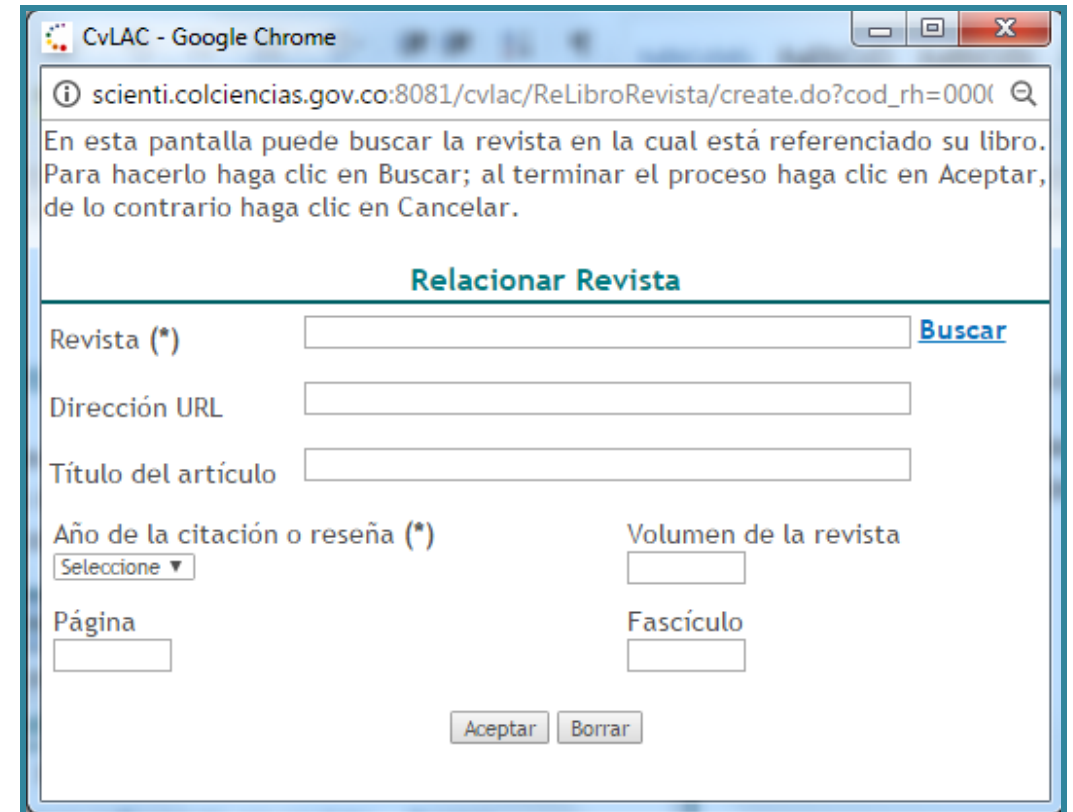 CvLAC - Google Chrome
scienti.colciencias.gov.co:8081/cvlac/ReLibroRevista/create.do?cod_rh=000(
En esta pantalla puede buscar la revista en la cual está referenciado su libro.
Para hacerlo haga clic en Buscar; al terminar el proceso haga clic en Aceptar,
de lo contrario haga clic en Cancelar.
Relacionar Revista
Revista (*) Buscar
Dirección URL
Título del artículo
Año de la citación o reseña (*) Volumen de la revista
Seleccione ▼
Página Fascículo
Aceptar Borrar